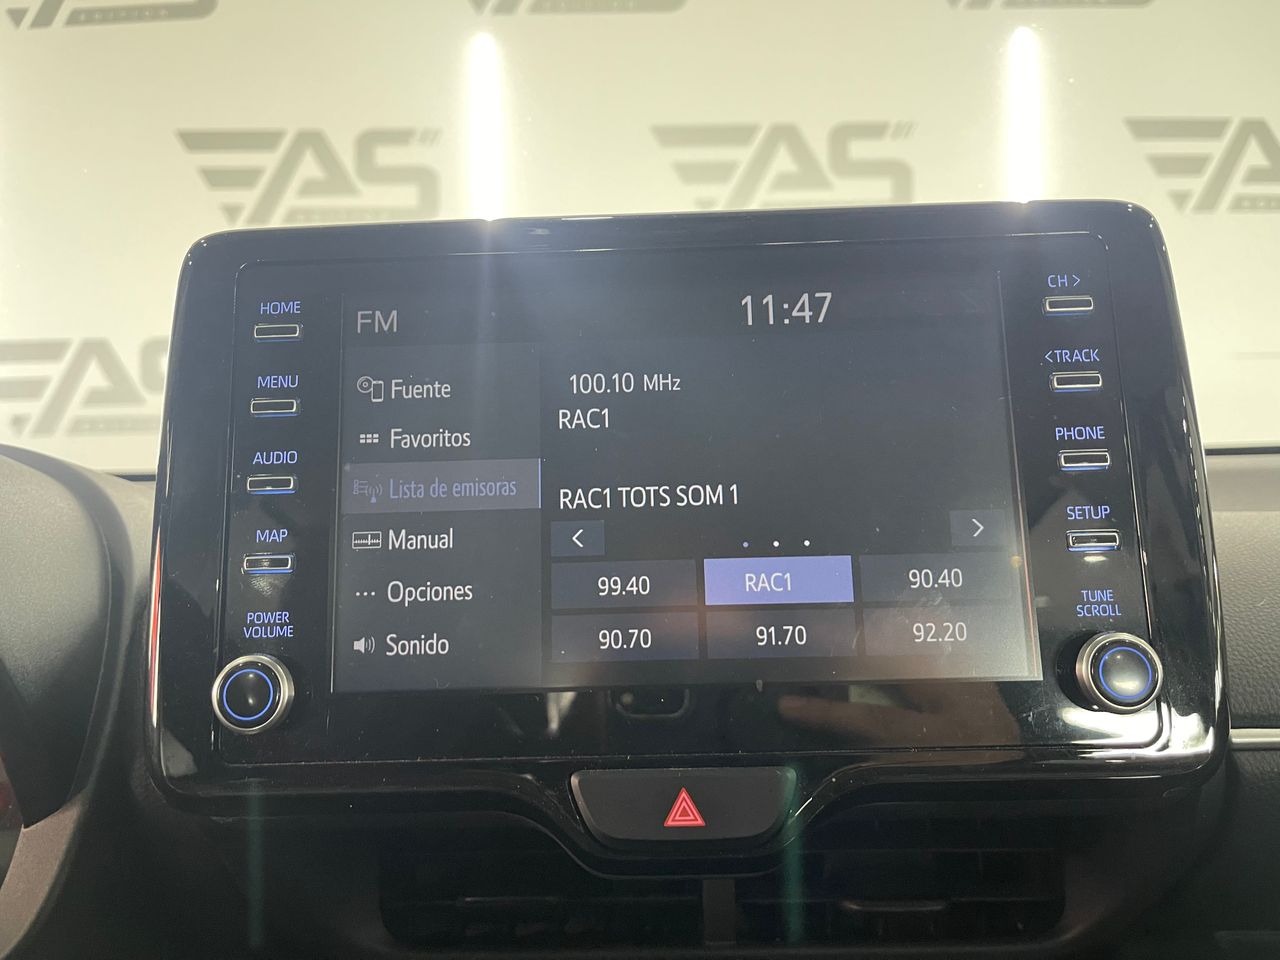 FAS
FAS
HOME
MENU
AUDIO
MAP
POWER
VOLUME
FM
11:47
Fuente
Favoritos
Lista de emisoras
Manual
Opciones
Sonido
100.10 MHz
RAC1
RAC1 TOTS SOM 1
<
>
99.40
RAC1
90.40
90.70
91.70
92.20
CH >
<TRACK
PHONE
SETUP
TUNE
SCROLL